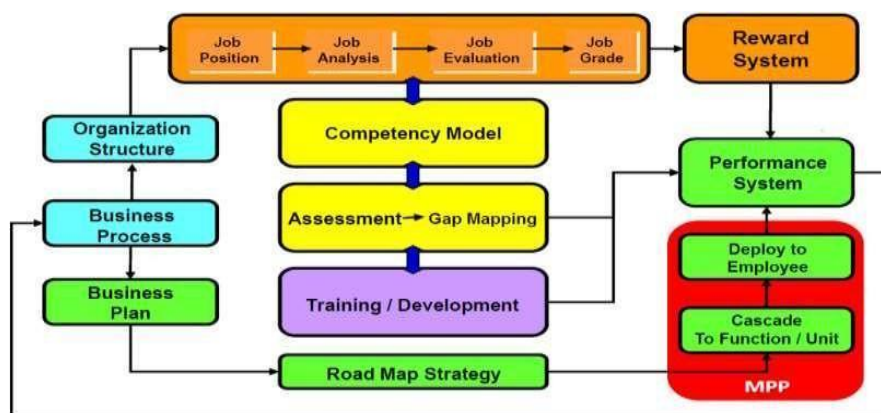 Job
Position
Job
Analysis
Job
Evaluation
Job
Grade
Reward
System
Organization
Structure
Competency Model
Performance
System
Business
Process
Assessment
Gap Mapping
Deploy to
Employee
Business
Plan
Training / Development
Cascade
To Function / Unit
Road Map Strategy
MPP